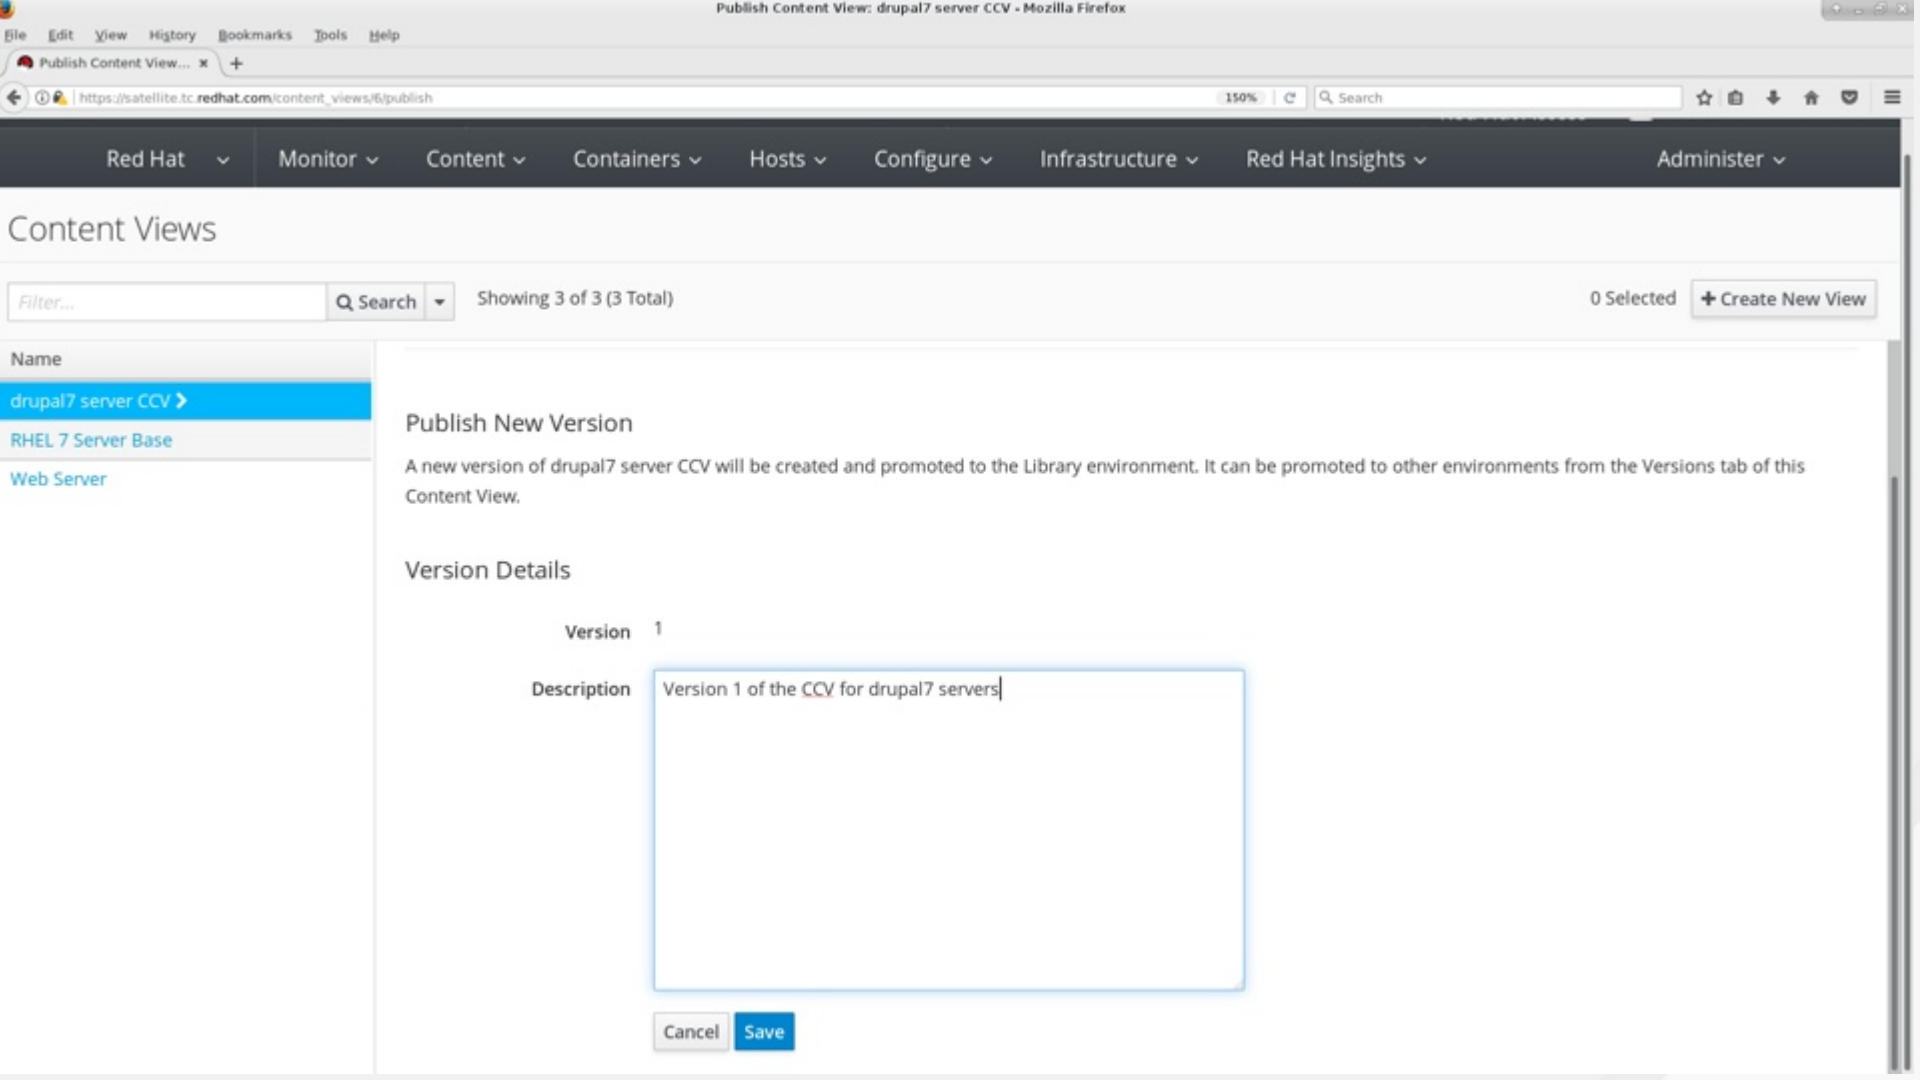 Publish Content View: drupal7 server CCV - Mozilla Firefox
File Edit View History Bookmarks Tools Help
Publish Content View... × +
https://satellite.tc.redhat.com/content_views/6/publish 150% Search
Red Hat Monitor Content Containers Hosts Configure Infrastructure Red Hat Insights Administer
Content Views
Filter... Search Showing 3 of 3 (3 Total) 0 Selected + Create New View
Name
drupal7 server CCV
RHEL 7 Server Base
Web Server
Publish New Version
A new version of drupal7 server CCV will be created and promoted to the Library environment. It can be promoted to other environments from the Versions tab of this
Content View.
Version Details
Version 1
Description Version 1 of the CCV for drupal7 servers
Cancel Save